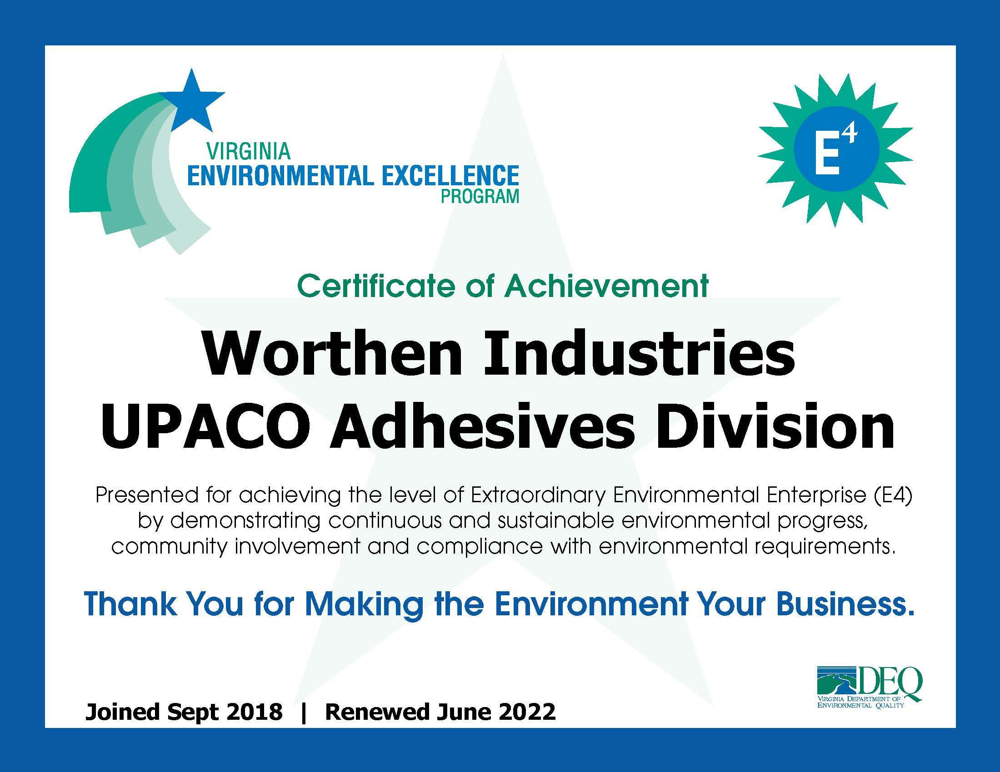 VIRGINIA
ENVIRONMENTAL EXCELLENCE
PROGRAM
E4
Certificate of Achievement
Worthen Industries
UPACO Adhesives Division
Presented for achieving the level of Extraordinary Environmental Enterprise (E4)
by demonstrating continuous and sustainable environmental progress,
community involvement and compliance with environmental requirements.
Thank You for Making the Environment Your Business.
Joined Sept 2018 | Renewed June 2022
DEQ
VIRGINIA DEPARTMENT OF
ENVIRONMENTAL QUALITY